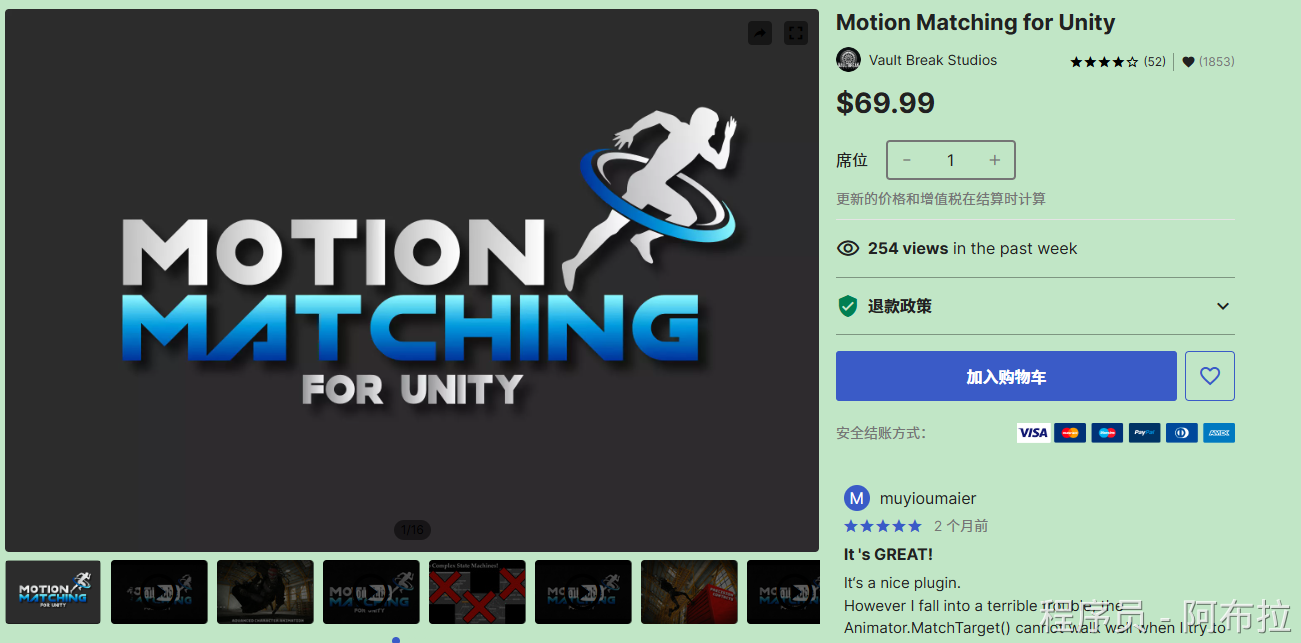 MOTION
MATCHING
FOR UNITY
1/16
MOTION
MATCHING
FOR UNITY
Complex State Machines!
Motion Matching for Unity
Vault Break Studios
★★★★☆ (52)
(1853)
$69.99
席位
−
1
+
更新的价格和增值税在结算时计算
254 views in the past week
退款政策
加入购物车
安全结账方式：
VISA
PayPal
AMEX
M
muyioumaier
★★★★★ 2 个月前
It 's GREAT!
It's a nice plugin.
However I fall into a terrible trouble, the
Animator.MatchTarget() cannot walk well when I try to
程序员 - 阿布拉